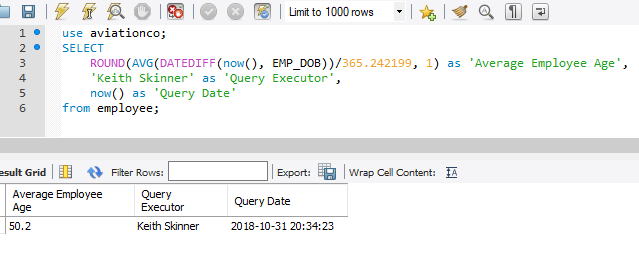 Limit to 1000 rows
1 use aviationco;
2 SELECT
3 ROUND(AVG(DATEDIFF(now(), EMP_DOB))/365.242199, 1) as 'Average Employee Age',
4 'Keith Skinner' as 'Query Executor',
5 now() as 'Query Date'
6 from employee;
esult Grid Filter Rows: Export: Wrap Cell Content:
Average Employee Query Query Date
Age Executor
50.2 Keith Skinner 2018-10-31 20:34:23